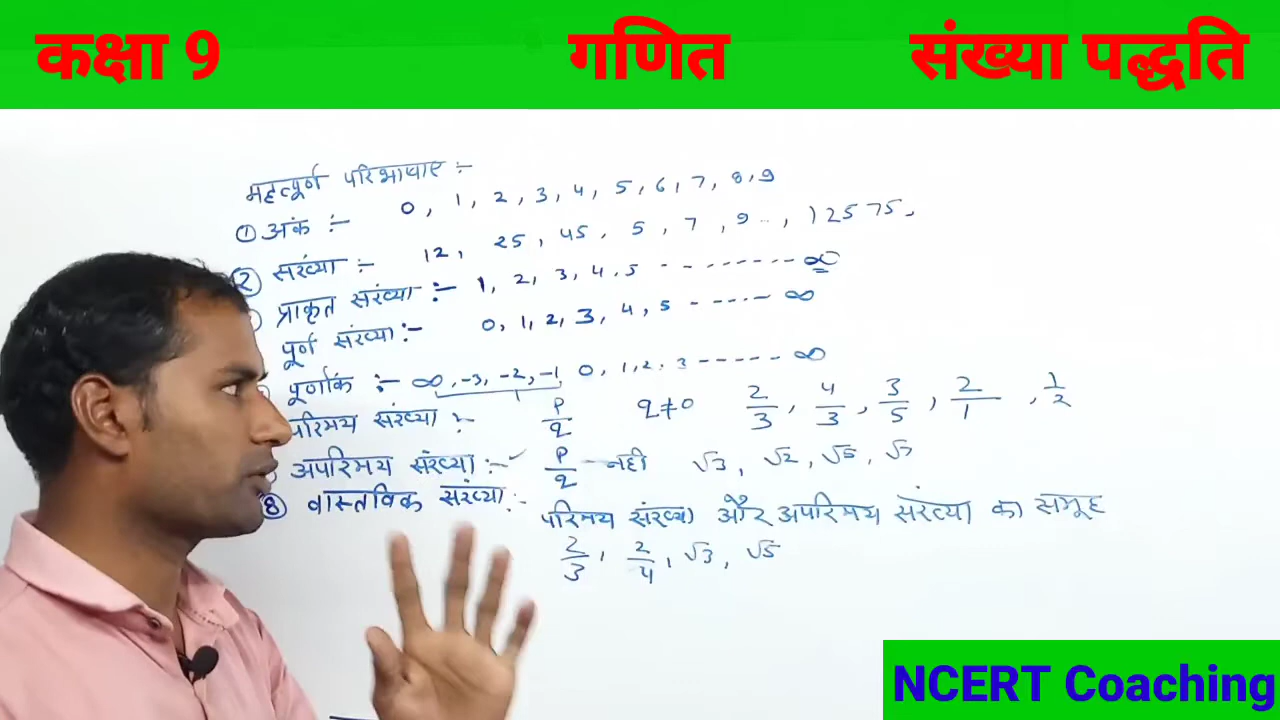 कक्षा 9 गणित संख्या पद्धति
महत्पूर्ण परिभाषाए :-
① अंक :- 0, 1, 2, 3, 4, 5, 6, 7, 8, 9
② संख्या :- 12, 25, 45, 5, 7, 9.., 12575,
प्राकृत संख्या :- 1, 2, 3, 4, 5 -------- ∞
पूर्ण संख्या :- 0, 1, 2, 3, 4, 5 ------ ∞
पूर्णांक :- ∞, -3, -2, -1, 0, 1, 2, 3 ------ ∞
परिमय संख्या :- p/q q≠0 2/3, 4/3, 3/5, 2/1, 1/2
अपरिमय संख्या :- ✓ p/q - नही √3, √2, √5, √7
⑧ वास्तविक संख्या :- परिमय संख्या और अपरिमय संख्या का समूह
2/3, 2/4, √3, √5
NCERT Coaching